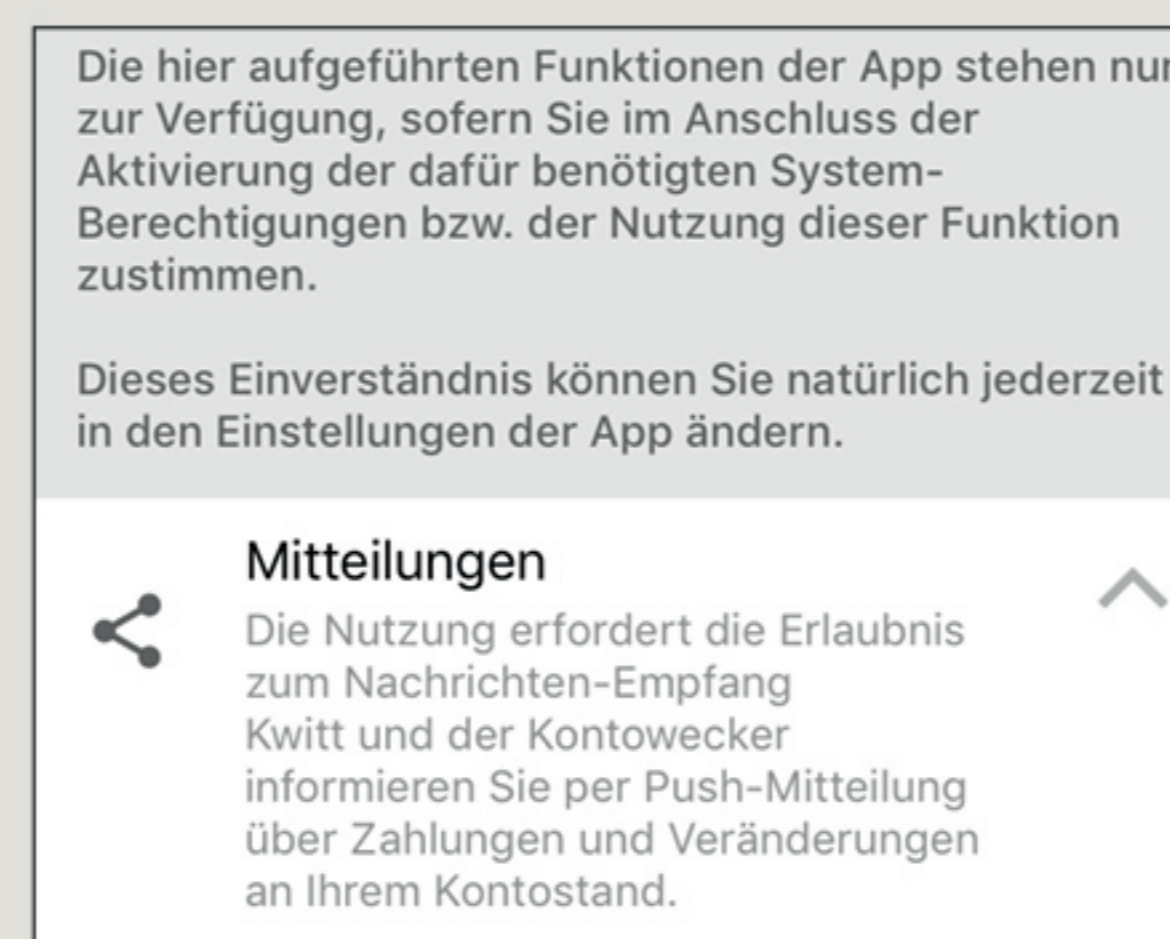 Die hier aufgeführten Funktionen der App stehen nur
zur Verfügung, sofern Sie im Anschluss der
Aktivierung der dafür benötigten System-
Berechtigungen bzw. der Nutzung dieser Funktion
zustimmen.
Dieses Einverständnis können Sie natürlich jederzeit
in den Einstellungen der App ändern.
Mitteilungen
Die Nutzung erfordert die Erlaubnis
zum Nachrichten-Empfang
Kwitt und der Kontowecker
informieren Sie per Push-Mitteilung
über Zahlungen und Veränderungen
an Ihrem Kontostand.